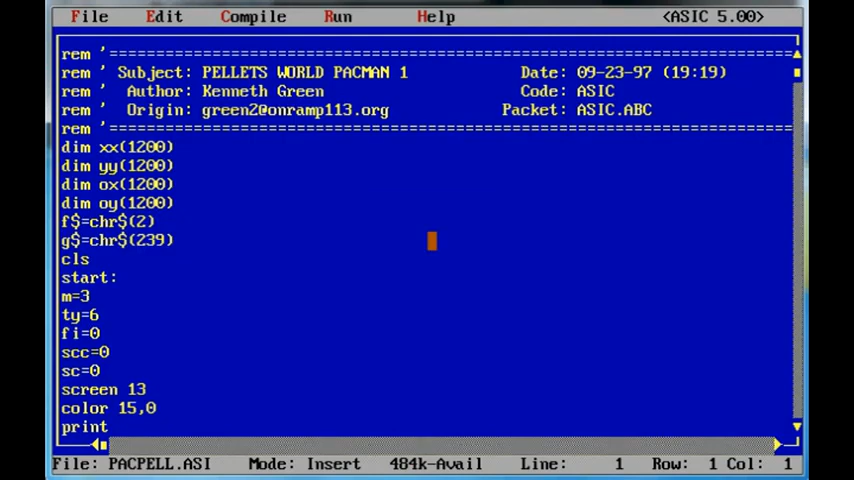 File Edit Compile Run Help <ASIC 5.00>
rem '=========================================================================
rem ' Subject: PELLETS WORLD PACMAN 1 Date: 09-23-97 (19:19)
rem ' Author: Kenneth Green Code: ASIC
rem ' Origin: green2@onramp113.org Packet: ASIC.ABC
rem '=========================================================================
dim xx(1200)
dim yy(1200)
dim ox(1200)
dim oy(1200)
f$=chr$(2)
g$=chr$(239)
cls
start:
m=3
ty=6
fi=0
scc=0
sc=0
screen 13
color 15,0
print
File: PACPELL.ASI Mode: Insert 484k-Avail Line: 1 Row: 1 Col: 1